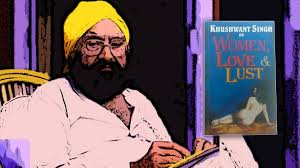 KHUSHWANT SINGH
ON
WOMEN,
LOVE &
LUST